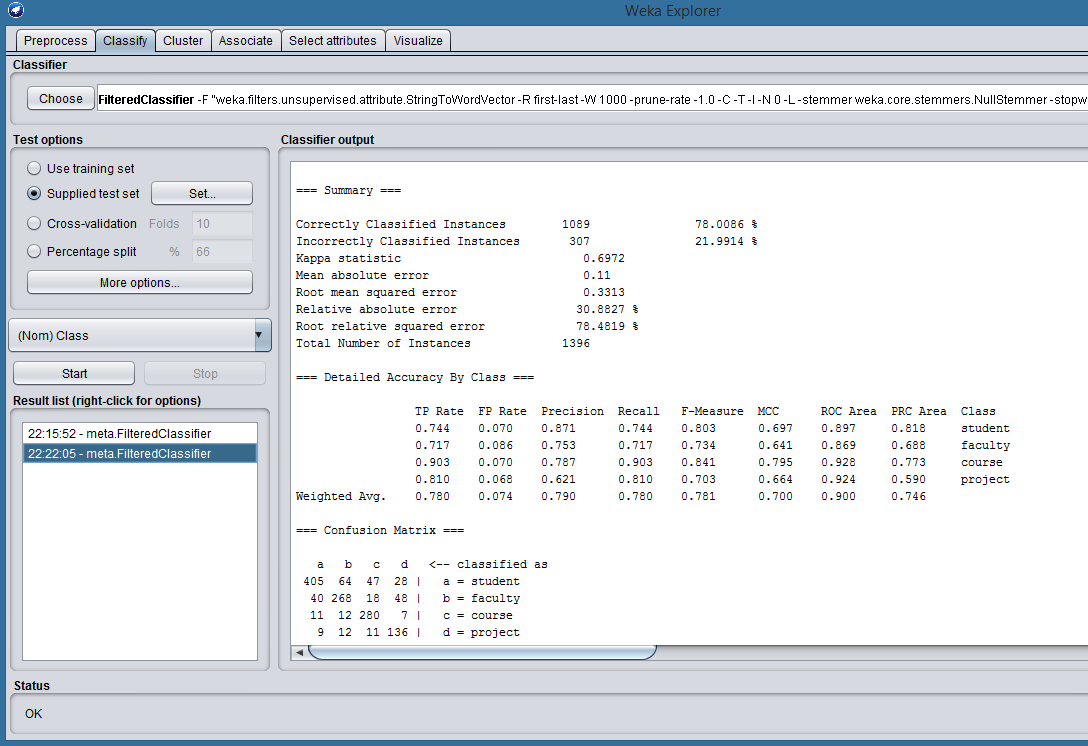 Weka Explorer
Preprocess Classify Cluster Associate Select attributes Visualize
Classifier
Choose FilteredClassifier -F "weka.filters.unsupervised.attribute.StringToWordVector -R first-last -W 1000 -prune-rate -1.0 -C -T -I -N 0 -L -stemmer weka.core.stemmers.NullStemmer -stopw
Test options
Use training set
Supplied test set Set...
Cross-validation Folds 10
Percentage split % 66
More options...
(Nom) Class
Start Stop
Result list (right-click for options)
22:15:52 - meta.FilteredClassifier
22:22:05 - meta.FilteredClassifier
Classifier output
=== Summary ===
Correctly Classified Instances 1089 78.0086 %
Incorrectly Classified Instances 307 21.9914 %
Kappa statistic 0.6972
Mean absolute error 0.11
Root mean squared error 0.3313
Relative absolute error 30.8827 %
Root relative squared error 78.4819 %
Total Number of Instances 1396
=== Detailed Accuracy By Class ===
TP Rate FP Rate Precision Recall F-Measure MCC ROC Area PRC Area Class
0.744 0.070 0.871 0.744 0.803 0.697 0.897 0.818 student
0.717 0.086 0.753 0.717 0.734 0.641 0.869 0.688 faculty
0.903 0.070 0.787 0.903 0.841 0.795 0.928 0.773 course
0.810 0.068 0.621 0.810 0.703 0.664 0.924 0.590 project
Weighted Avg. 0.780 0.074 0.790 0.780 0.781 0.700 0.900 0.746
=== Confusion Matrix ===
a b c d <-- classified as
405 64 47 28 | a = student
40 268 18 48 | b = faculty
11 12 280 7 | c = course
9 12 11 136 | d = project
Status
OK